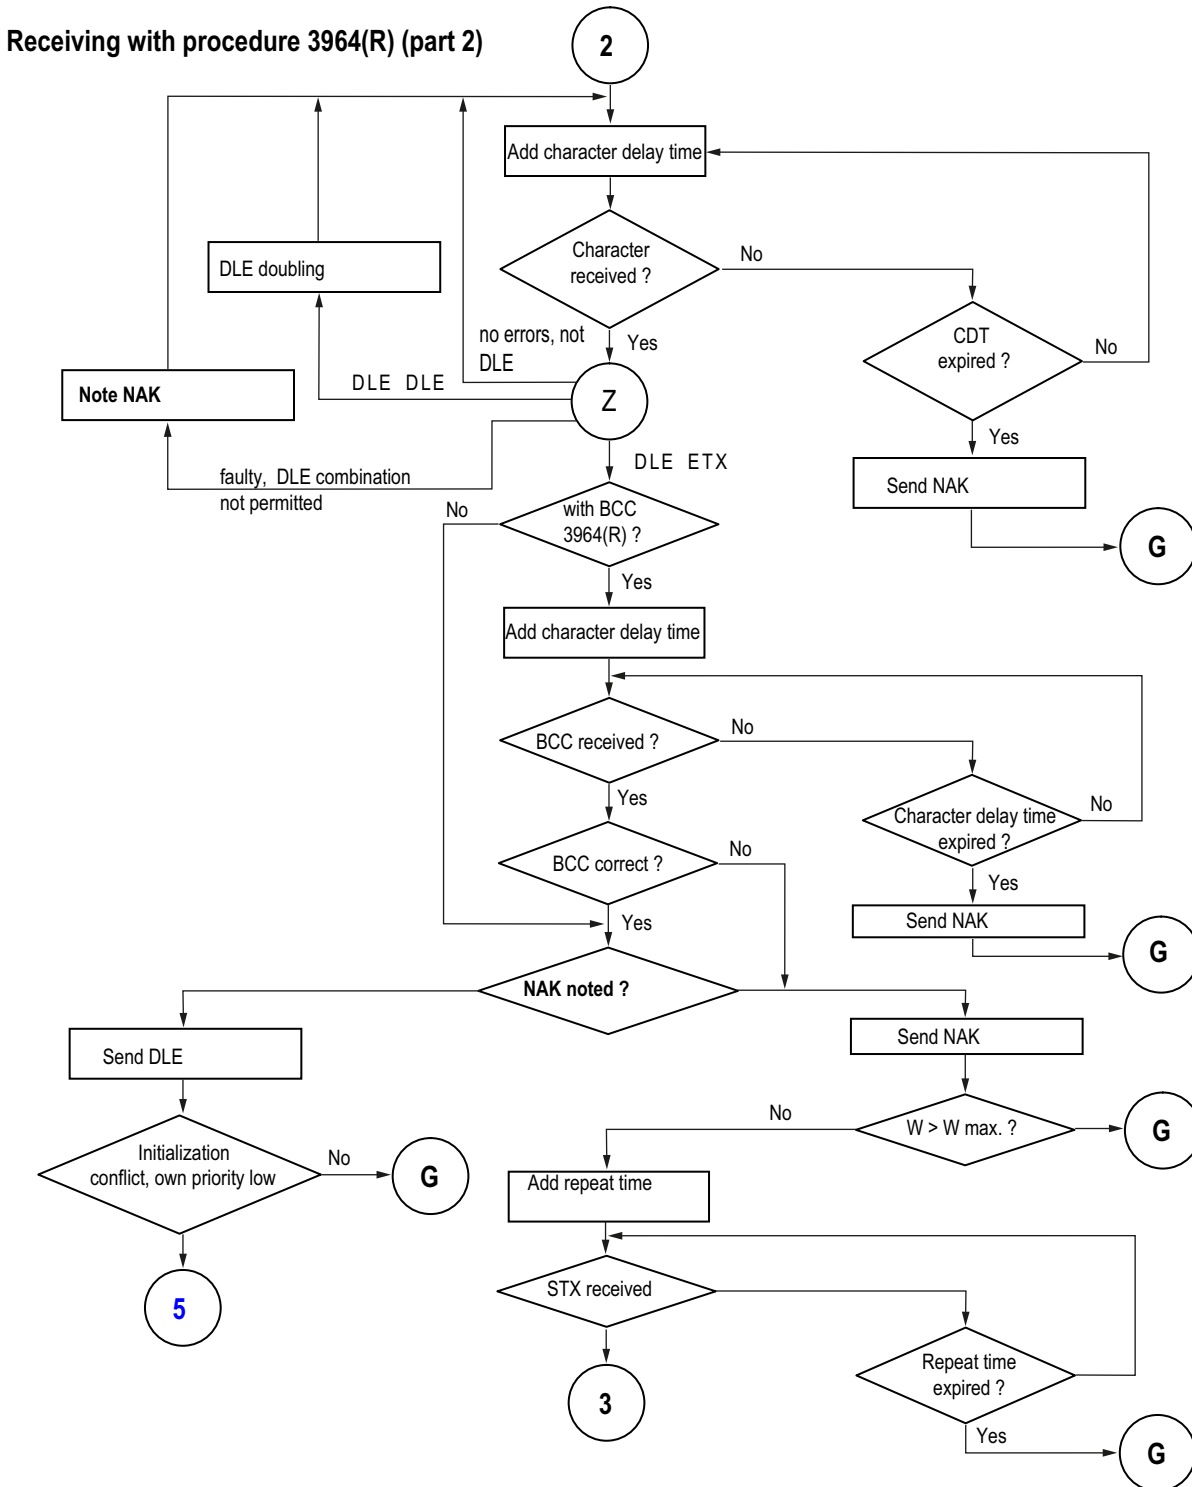 Receiving with procedure 3964(R) (part 2)
2
Add character delay time
Character
received ?
No
DLE doubling
CDT
expired ?
No
no errors, not
DLE
Yes
DLE DLE
Z
Note NAK
Yes
DLE ETX
faulty, DLE combination
not permitted
Send NAK
No
with BCC
3964(R) ?
G
Yes
Add character delay time
BCC received ?
No
Yes
Character delay time
expired ?
No
BCC correct ?
No
Yes
Yes
Send NAK
G
NAK noted ?
Send DLE
Send NAK
No
W > W max. ?
G
Initialization
conflict, own priority low
No
G
Add repeat time
5
STX received
Repeat time
expired ?
3
Yes
G